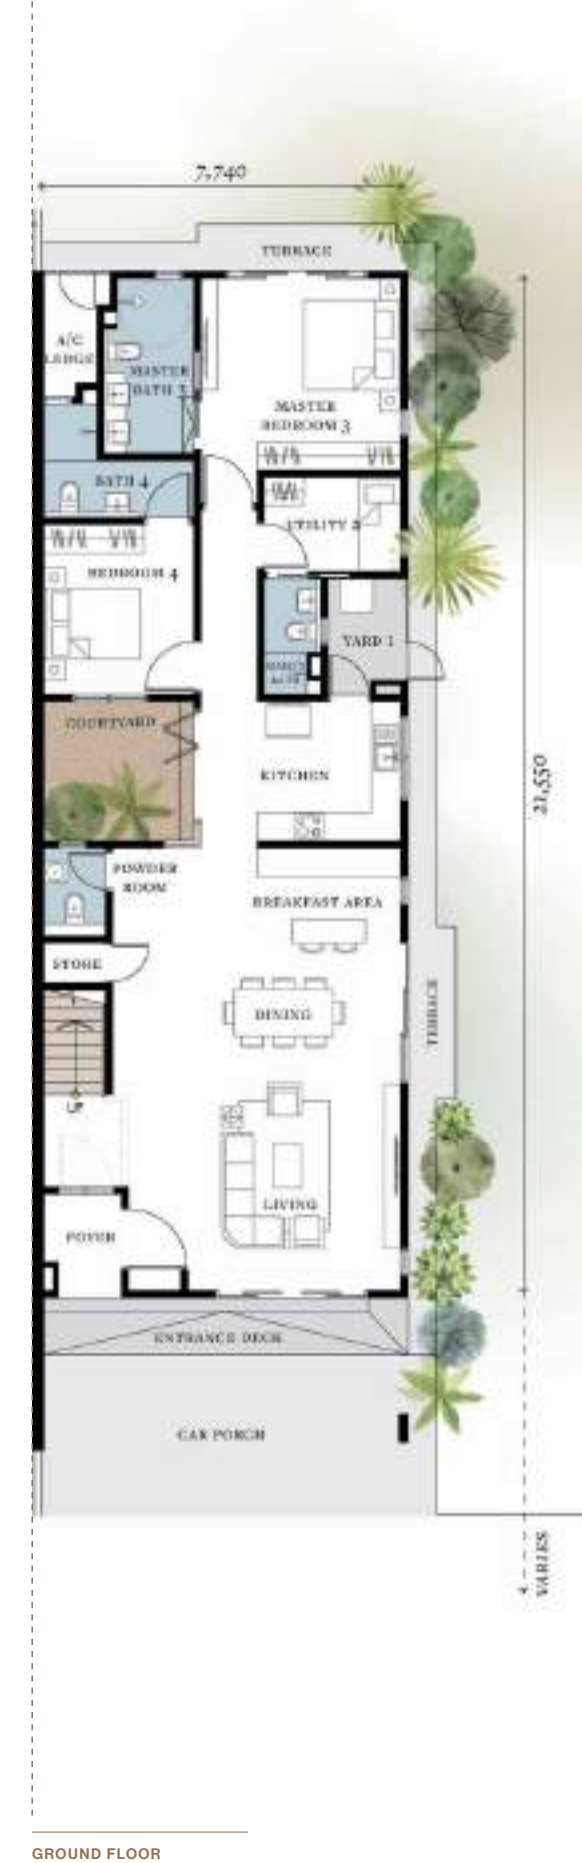 7,740
TERRACE
A/C
LEDGE
MASTER
BATH 3
MASTER
BEDROOM 3
BATH 4
UTILITY 2
BEDROOM 4
YARD 1
COURTYARD
KITCHEN
21,550
POWDER
ROOM
BREAKFAST AREA
STORE
DINING
TERRACE
UP
LIVING
FOYER
ENTRANCE DECK
CAR PORCH
VARIES
GROUND FLOOR